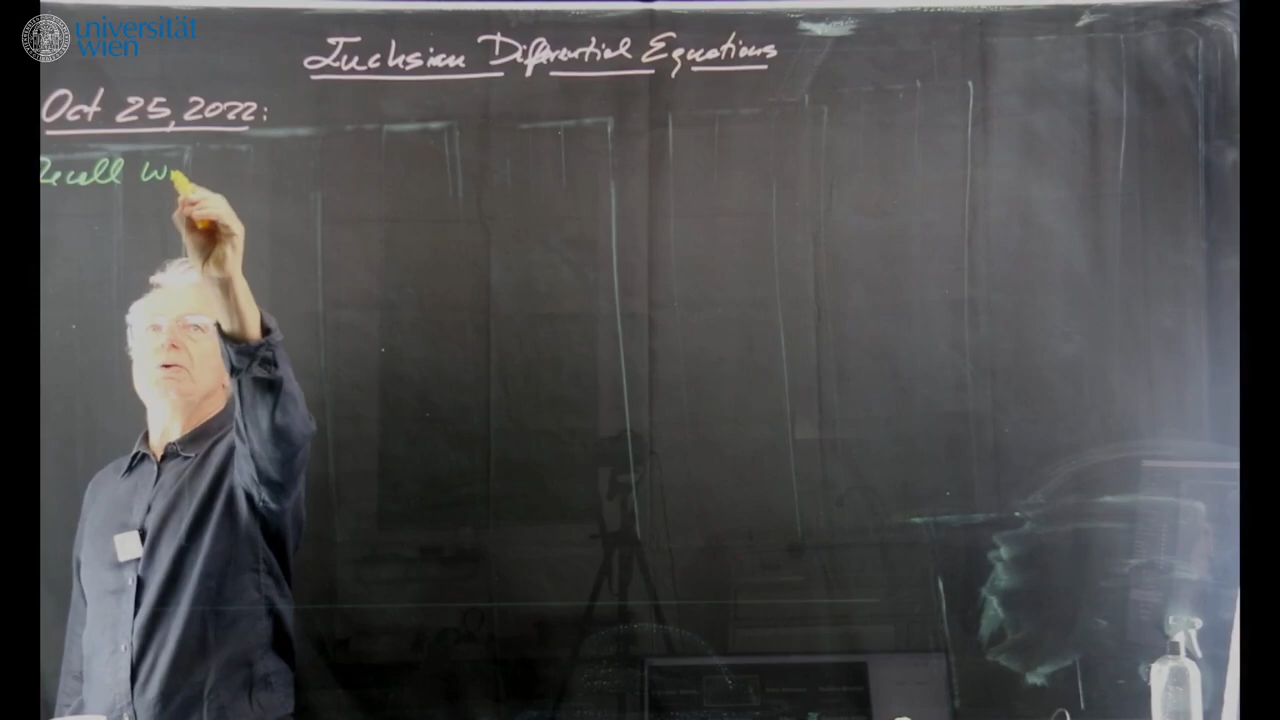 universität
wien
Fuchsian Differential Equations
Oct 25, 2022:
Recall w